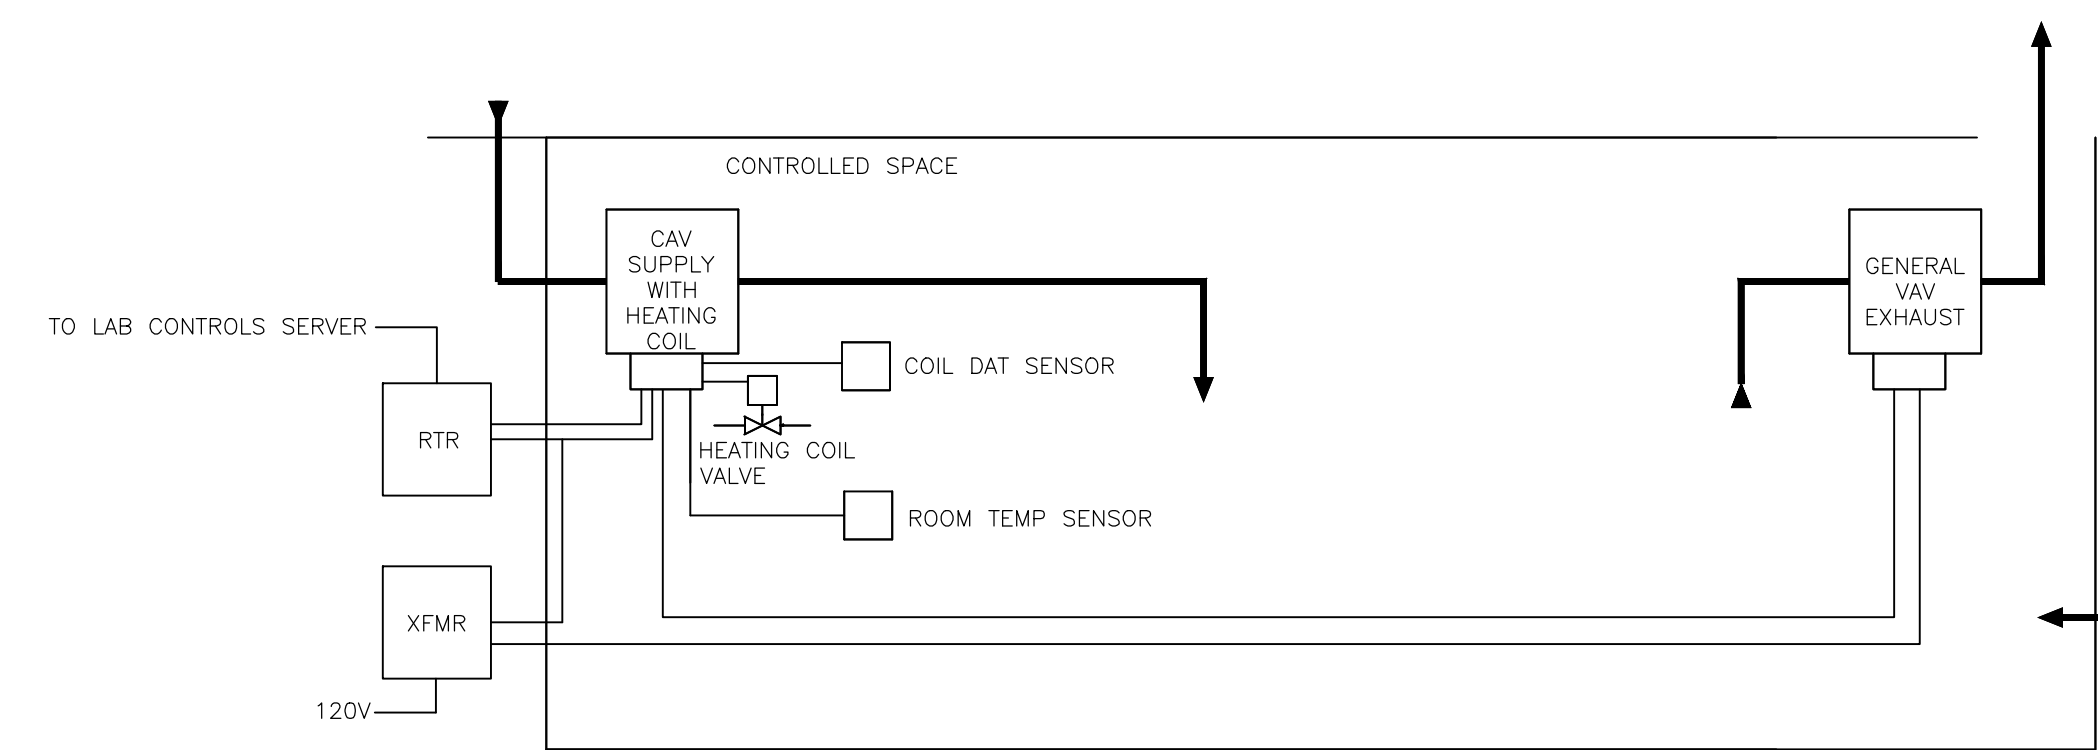 CONTROLLED SPACE
CAV
SUPPLY
WITH
HEATING
COIL
GENERAL
VAV
EXHAUST
TO LAB CONTROLS SERVER
COIL DAT SENSOR
RTR
HEATING COIL
VALVE
ROOM TEMP SENSOR
XFMR
120V